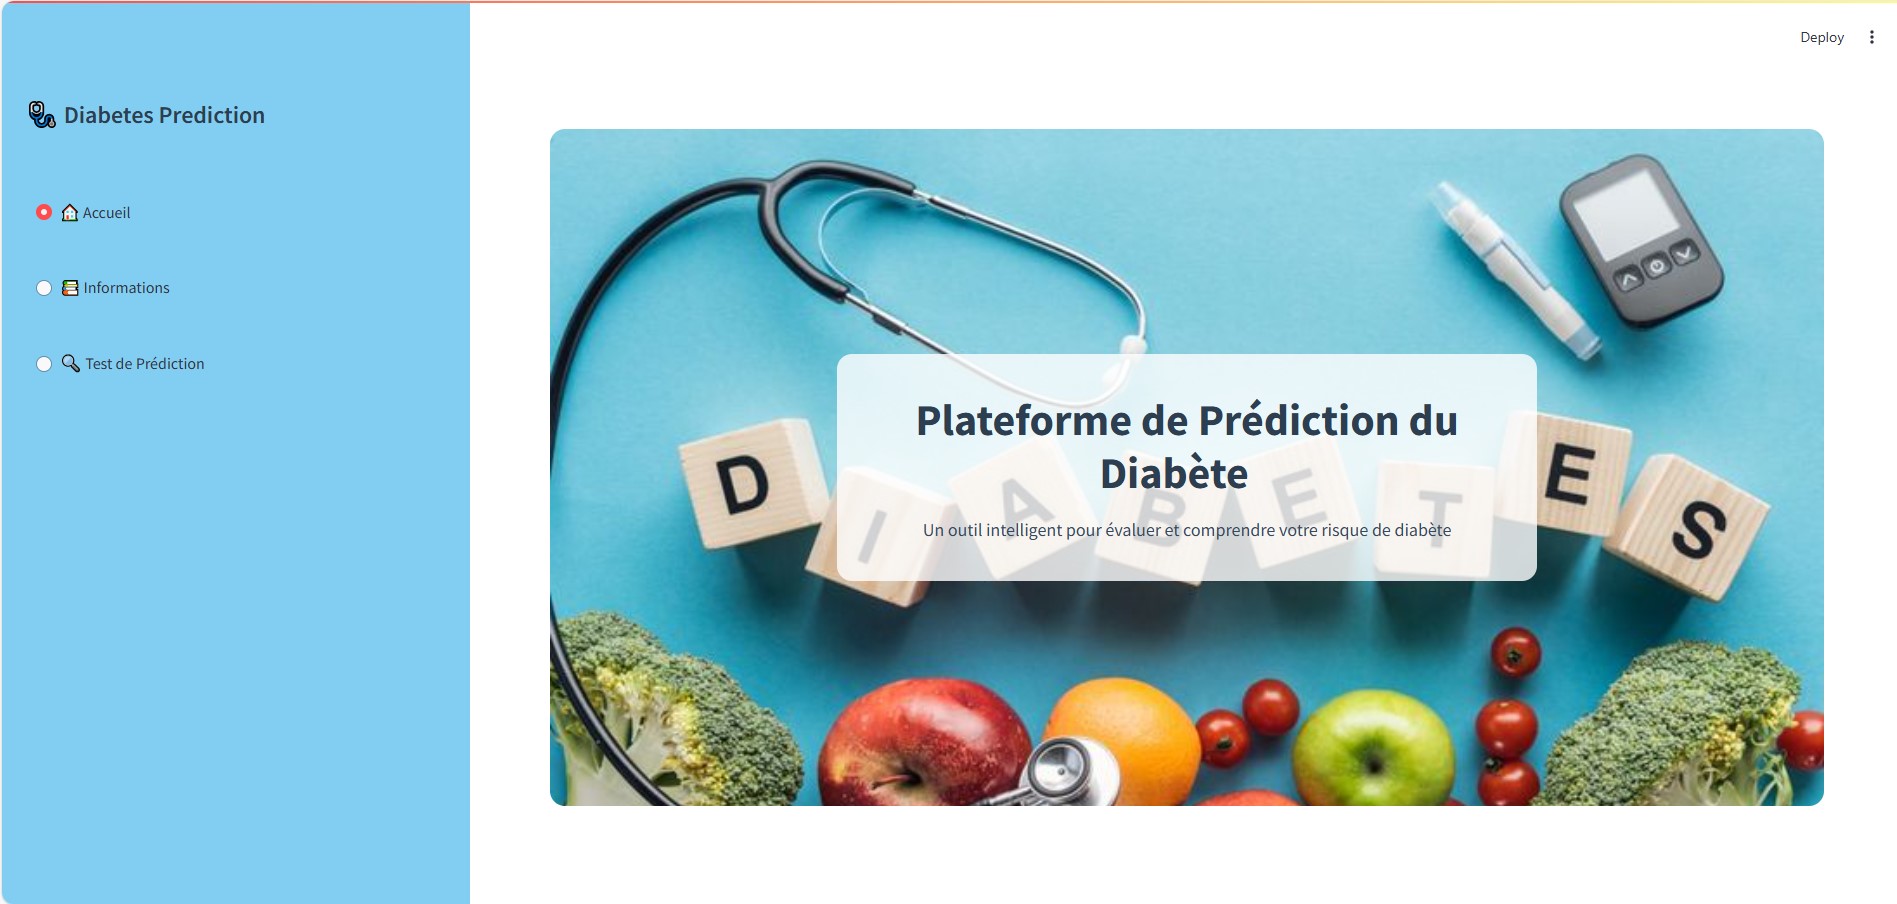 Deploy
Diabetes Prediction
Accueil
Informations
Test de Prédiction
Plateforme de Prédiction du
Diabète
Un outil intelligent pour évaluer et comprendre votre risque de diabète
D I A B E T E S